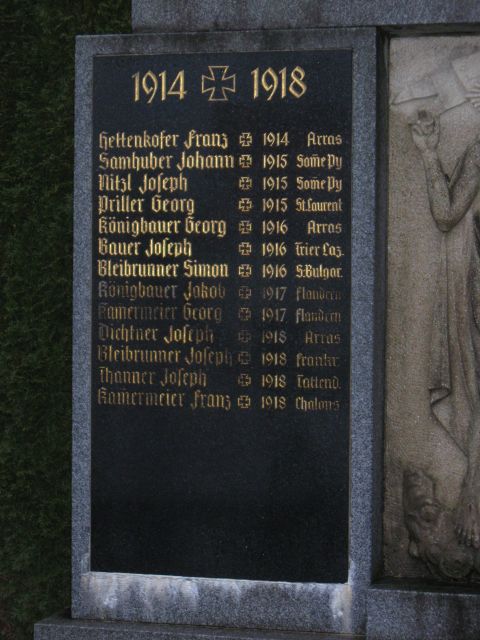 1914 ✠ 1918
Hettenkofer Franz ✠ 1914 Arras
Samhuber Johann ✠ 1915 Some Py
Nitzl Joseph ✠ 1915 Some Py
Priller Georg ✠ 1915 St.Laurent
Königbauer Georg ✠ 1916 Arras
Bauer Joseph ✠ 1916 Trier Laz.
Bleibrunner Simon ✠ 1916 S.Bulgar.
Königbauer Jakob ✠ 1917 Flandern
Kamermeier Georg ✠ 1917 Flandern
Dichtner Joseph ✠ 1918 Arras
Bleibrunner Joseph ✠ 1918 Frankr.
Thanner Joseph ✠ 1918 Tattend.
Kamermeier Franz ✠ 1918 Chalons